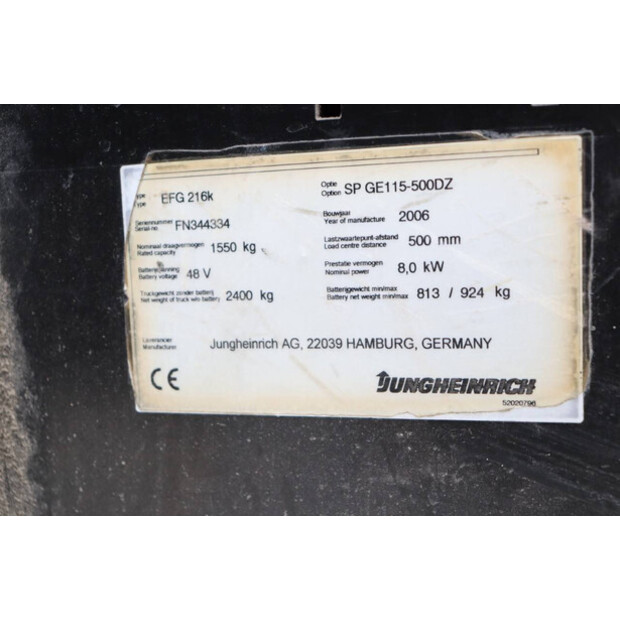 Type EFG 216k
Type
Optie SP GE115-500DZ
Option
Serienummer FN344334
Serial-no.
Bouwjaar 2006
Year of manufacture
Nominaal draagvermogen 1550 kg
Rated capacity
Lastzwaartepunt-afstand 500 mm
Load centre distance
Batterijspanning 48 V
Battery voltage
Prestatie vermogen 8,0 kW
Nominal power
Truckgewicht zonder batterij 2400 kg
Net weight of truck w/o battery
Batterijgewicht min/max 813 / 924 kg
Battery net weight min/max
Leverancier Jungheinrich AG, 22039 HAMBURG, GERMANY
Manufacturer
CE
JUNGHEINRICH
52020796